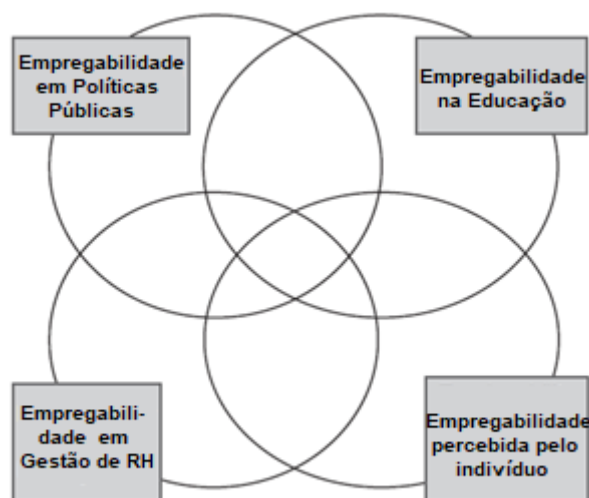 Empregabilidade
em Políticas
Públicas
Empregabilidade
na Educação
Empregabili-
dade em
Gestão de RH
Empregabilidade
percebida pelo
indivíduo